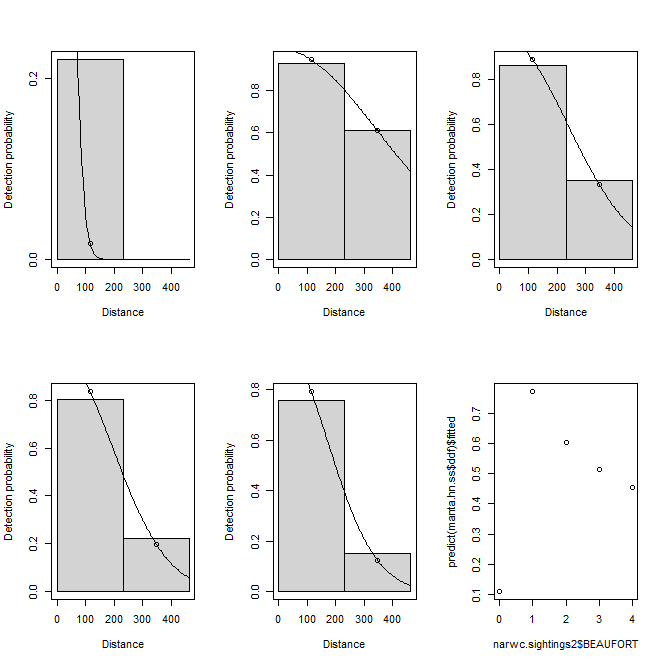 Detection probability
0.0
0.2
0 100 200 300 400
Distance
Detection probability
0.0 0.2 0.4 0.6 0.8
0 100 200 300 400
Distance
Detection probability
0.0 0.2 0.4 0.6 0.8
0 100 200 300 400
Distance
Detection probability
0.0 0.2 0.4 0.6 0.8
0 100 200 300 400
Distance
Detection probability
0.0 0.2 0.4 0.6 0.8
0 100 200 300 400
Distance
predict(manta.hn.ss$ddf)$fitted
0.1 0.2 0.3 0.4 0.5 0.6 0.7
0 1 2 3 4
narwc.sightings2$BEAUFORT